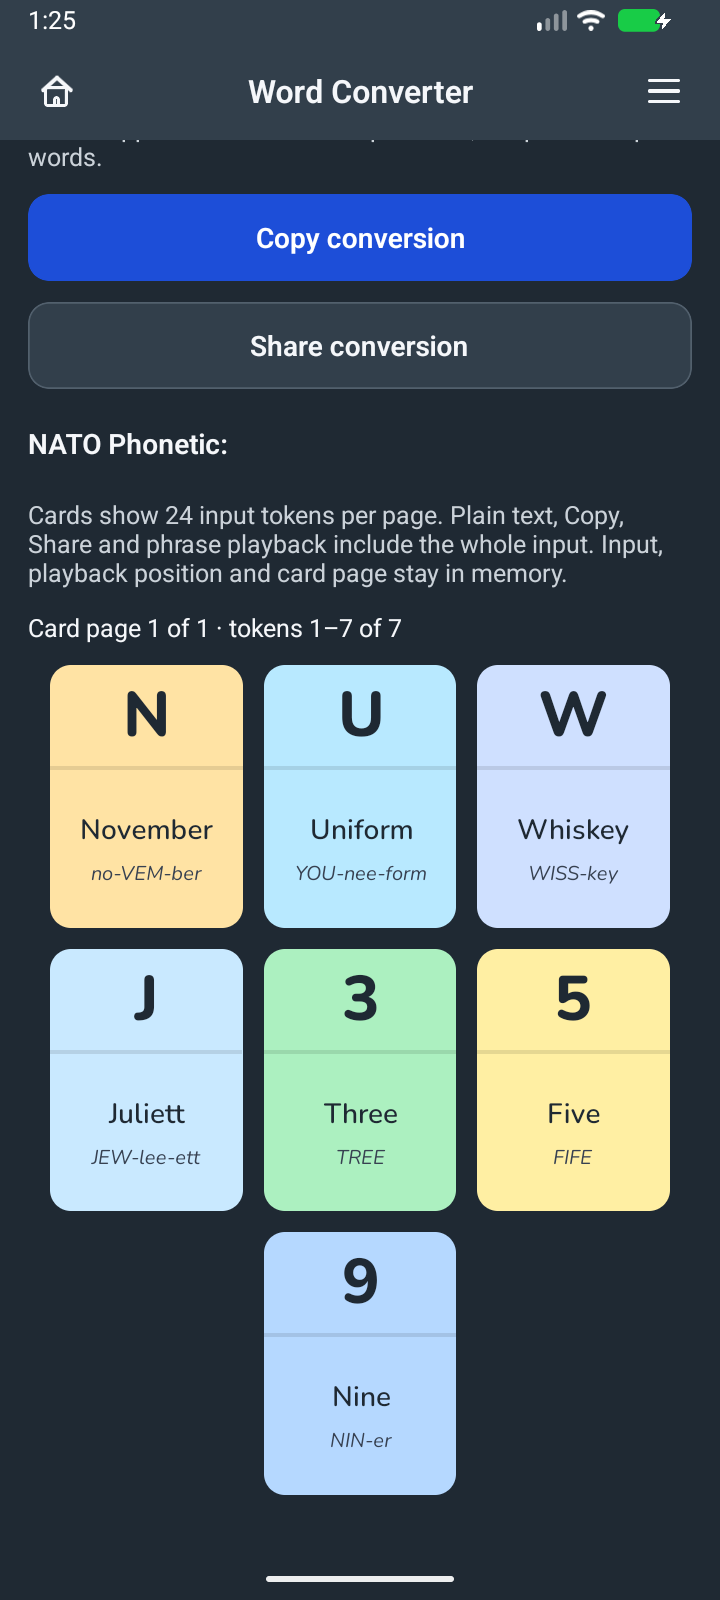 1:25
Word Converter
words.
Copy conversion
Share conversion
NATO Phonetic:
Cards show 24 input tokens per page. Plain text, Copy,
Share and phrase playback include the whole input. Input,
playback position and card page stay in memory.
Card page 1 of 1 · tokens 1–7 of 7
N
November
no-VEM-ber
U
Uniform
YOU-nee-form
W
Whiskey
WISS-key
J
Juliett
JEW-lee-ett
3
Three
TREE
5
Five
FIFE
9
Nine
NIN-er